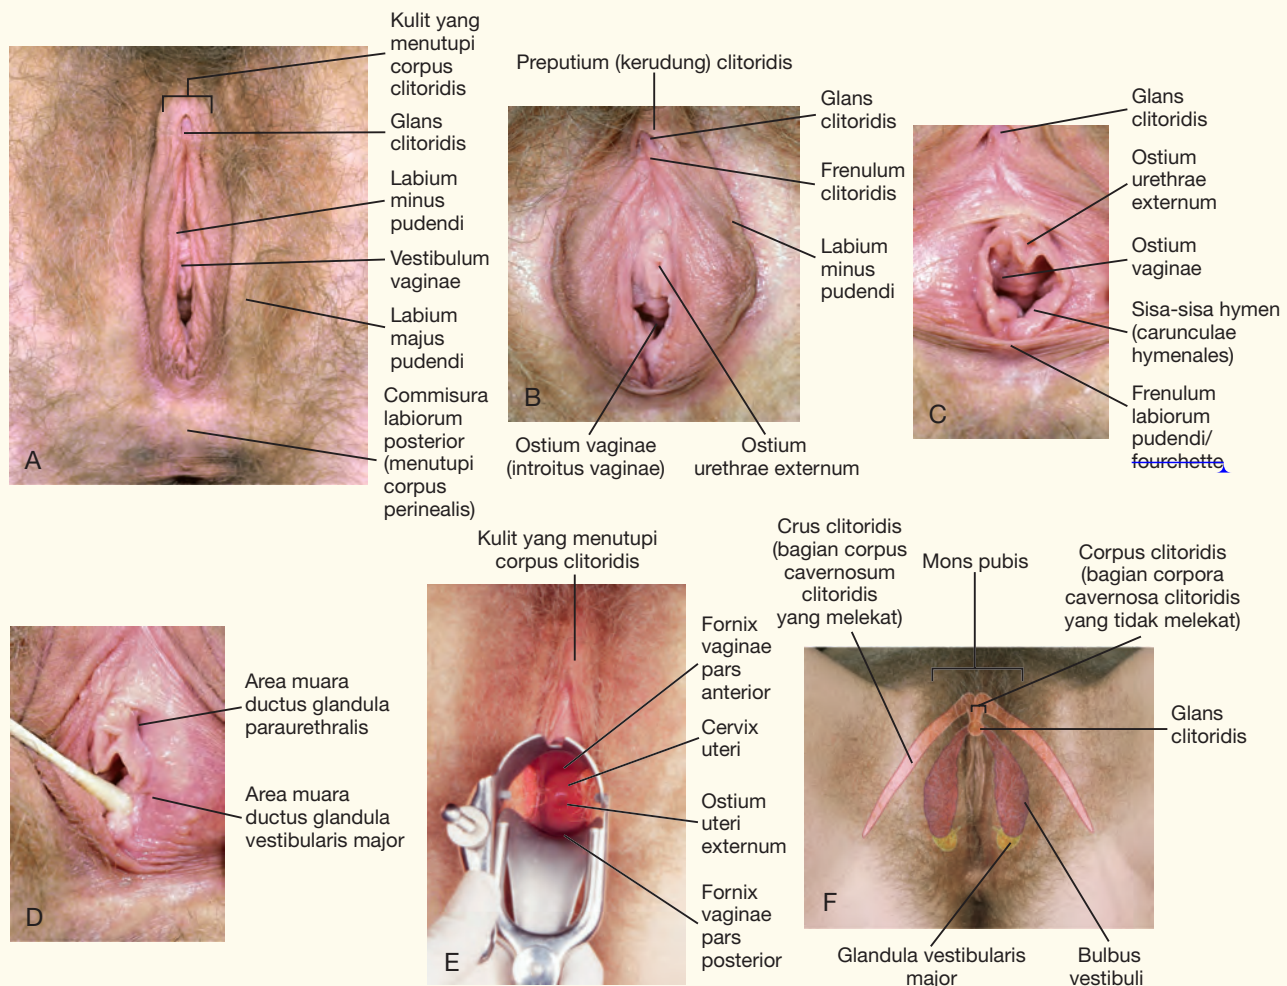 Kulit yang
menutupi
corpus
clitoridis
Glans
clitoridis
Labium
minus
pudendi
Vestibulum
vaginae
Labium
majus
pudendi
Commisura
labiorum
posterior
(menutupi
corpus
perinealis)
A
Preputium (kerudung) clitoridis
Glans
clitoridis
Frenulum
clitoridis
Labium
minus
pudendi
B
Ostium vaginae
(introitus vaginae)
Ostium
urethrae externum
Glans
clitoridis
Ostium
urethrae
externum
Ostium
vaginae
Sisa-sisa hymen
(carunculae
hymenales)
Frenulum
labiorum
pudendi/
fourchette
C
Area muara
ductus glandula
paraurethralis
Area muara
ductus glandula
vestibularis major
D
Kulit yang menutupi
corpus clitoridis
Fornix
vaginae
pars
anterior
Cervix
uteri
Ostium
uteri
externum
Fornix
vaginae
pars
posterior
E
Crus clitoridis
(bagian corpus
cavernosum
clitoridis
yang melekat)
Mons pubis
Corpus clitoridis
(bagian corpora
cavernosa clitoridis
yang tidak melekat)
Glans
clitoridis
F
Glandula vestibularis
major
Bulbus
vestibuli